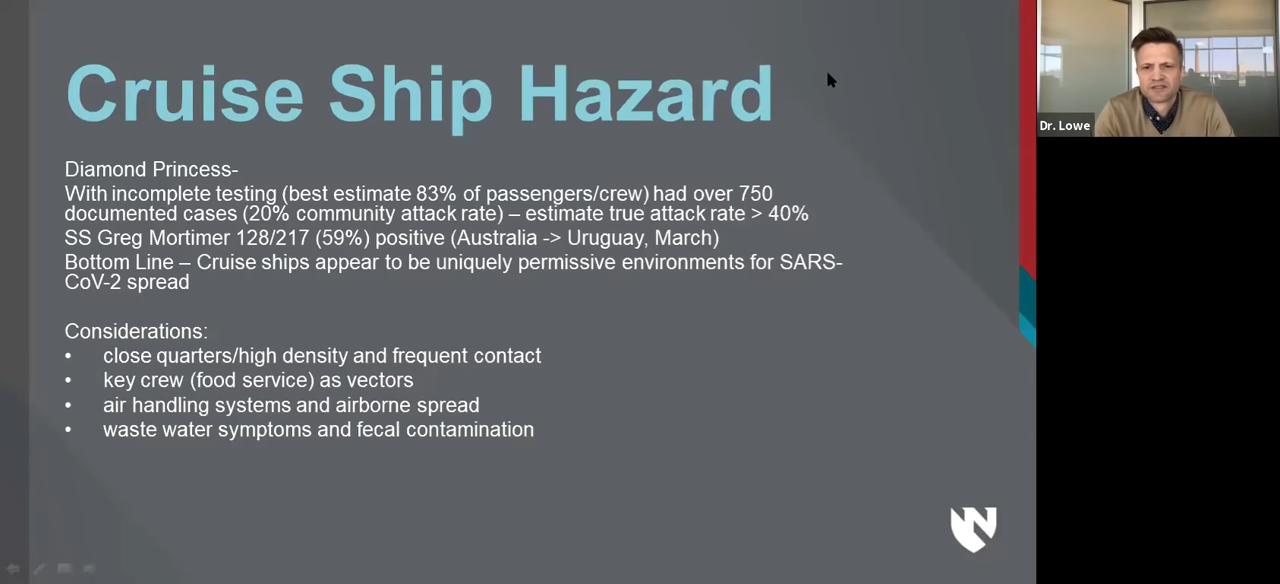 Cruise Ship Hazard
Diamond Princess-
With incomplete testing (best estimate 83% of passengers/crew) had over 750
documented cases (20% community attack rate) – estimate true attack rate > 40%
SS Greg Mortimer 128/217 (59%) positive (Australia -> Uruguay, March)
Bottom Line – Cruise ships appear to be uniquely permissive environments for SARS-
CoV-2 spread
Considerations:
• close quarters/high density and frequent contact
• key crew (food service) as vectors
• air handling systems and airborne spread
• waste water symptoms and fecal contamination
Dr. Lowe